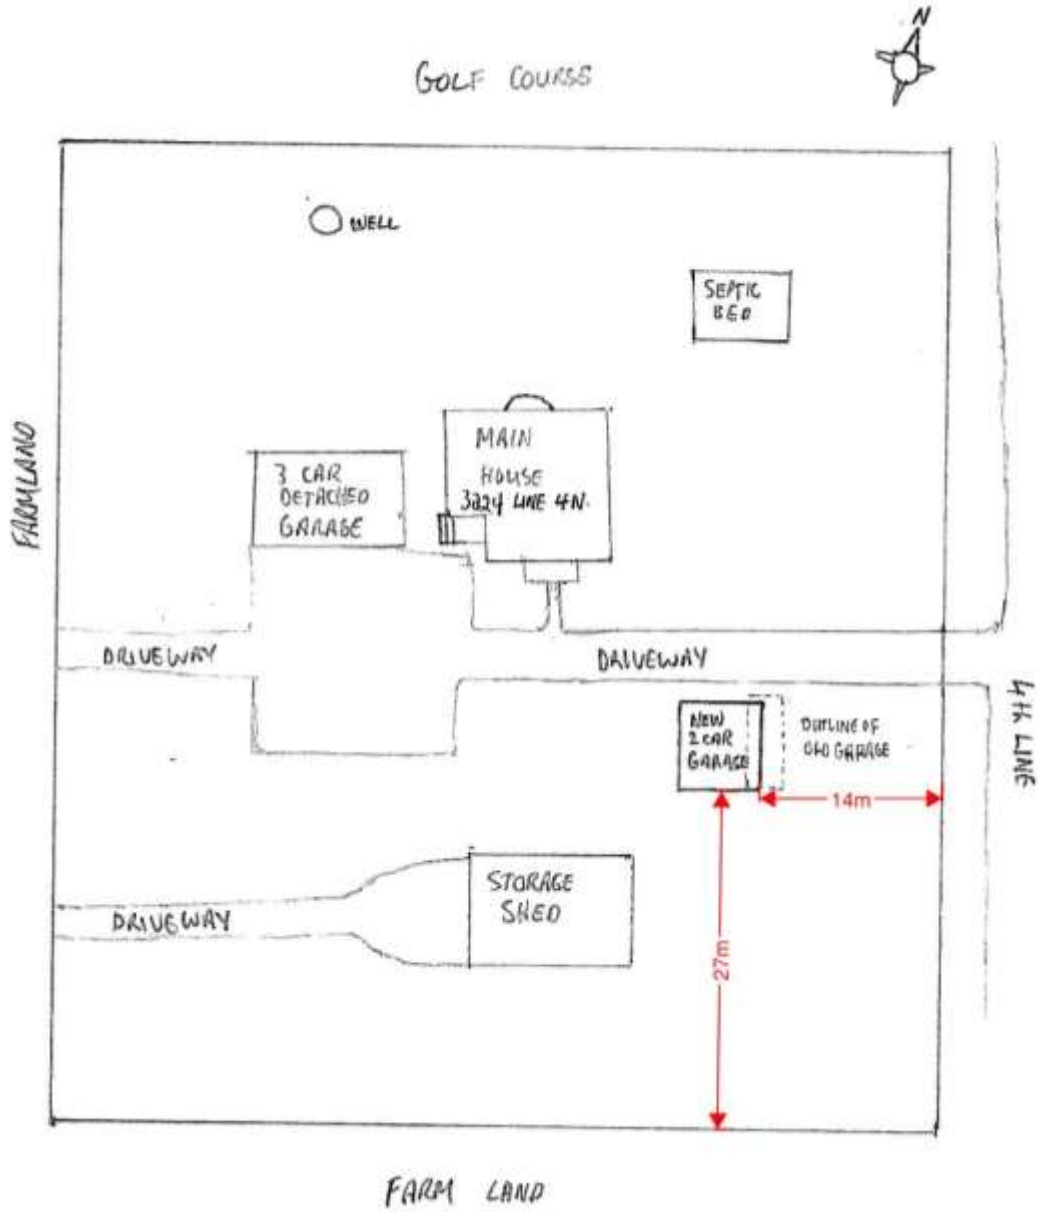 N
GOLF COURSE
WELL
SEPTIC
BED
FARMLAND
MAIN
HOUSE
3224 LINE 4 N.
3 CAR
DETACHED
GARAGE
DRIVEWAY
DRIVEWAY
4th LINE
NEW
2 CAR
GARAGE
OUTLINE OF
OLD GARAGE
14m
STORAGE
SHED
DRIVEWAY
27m
FARM LAND